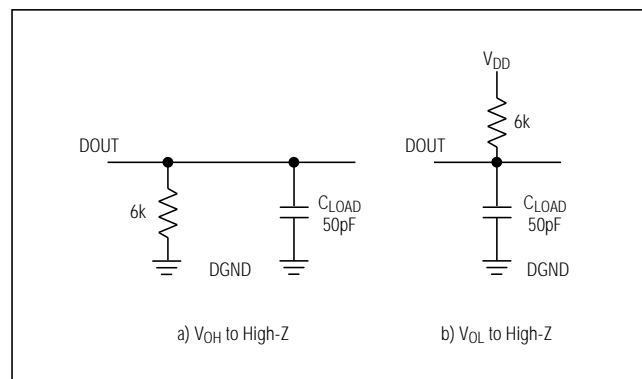 DOUT
6k
DGND
CLOAD
50pF
a) VOH to High-Z
VDD
6k
DOUT
CLOAD
50pF
DGND
b) VOL to High-Z